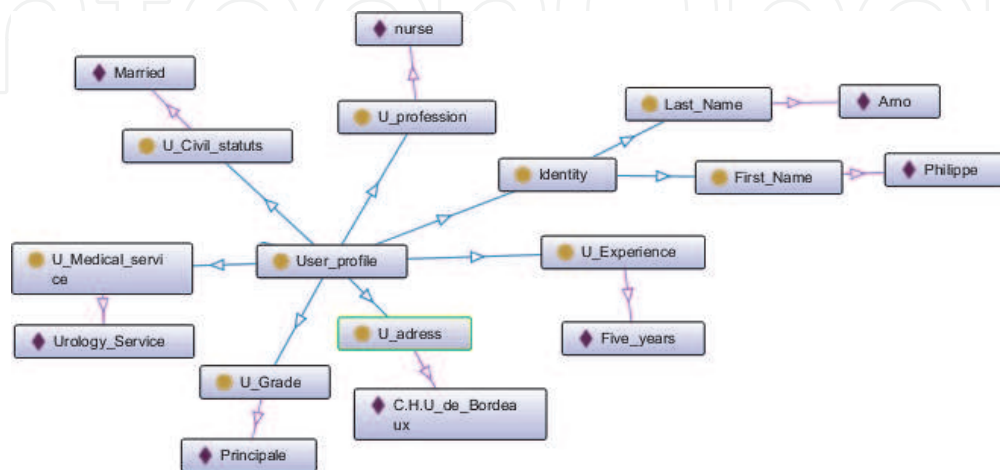 nurse
Married
Last_Name
Arno
U_profession
U_Civil_statuts
Identity
First_Name
Philippe
U_Medical_servi
ce
User_profile
U_Experience
Urology_Service
U_adress
Five_years
U_Grade
C.H.U_de_Bordea
ux
Principale